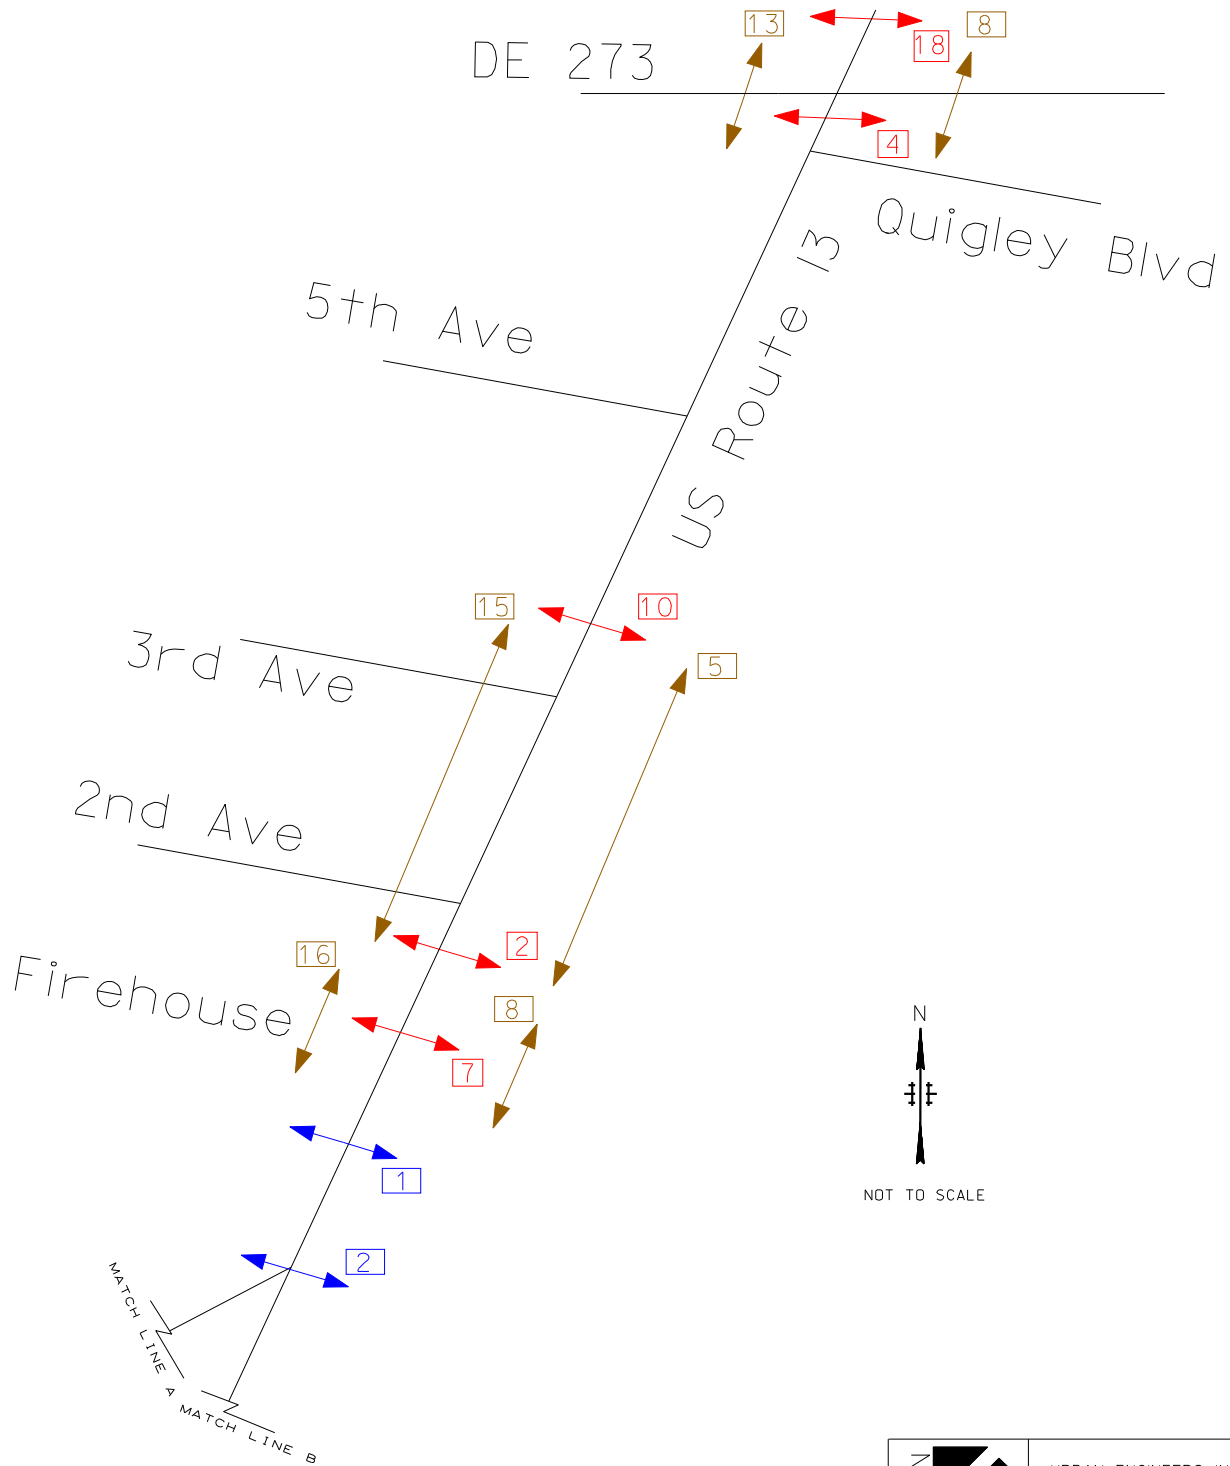 13
8
18
DE 273
4
Quigley Blvd
US Route 13
5th Ave
15
10
5
3rd Ave
2nd Ave
2
16
Firehouse
8
7
1
2
N
NOT TO SCALE
MATCH LINE A
MATCH LINE B